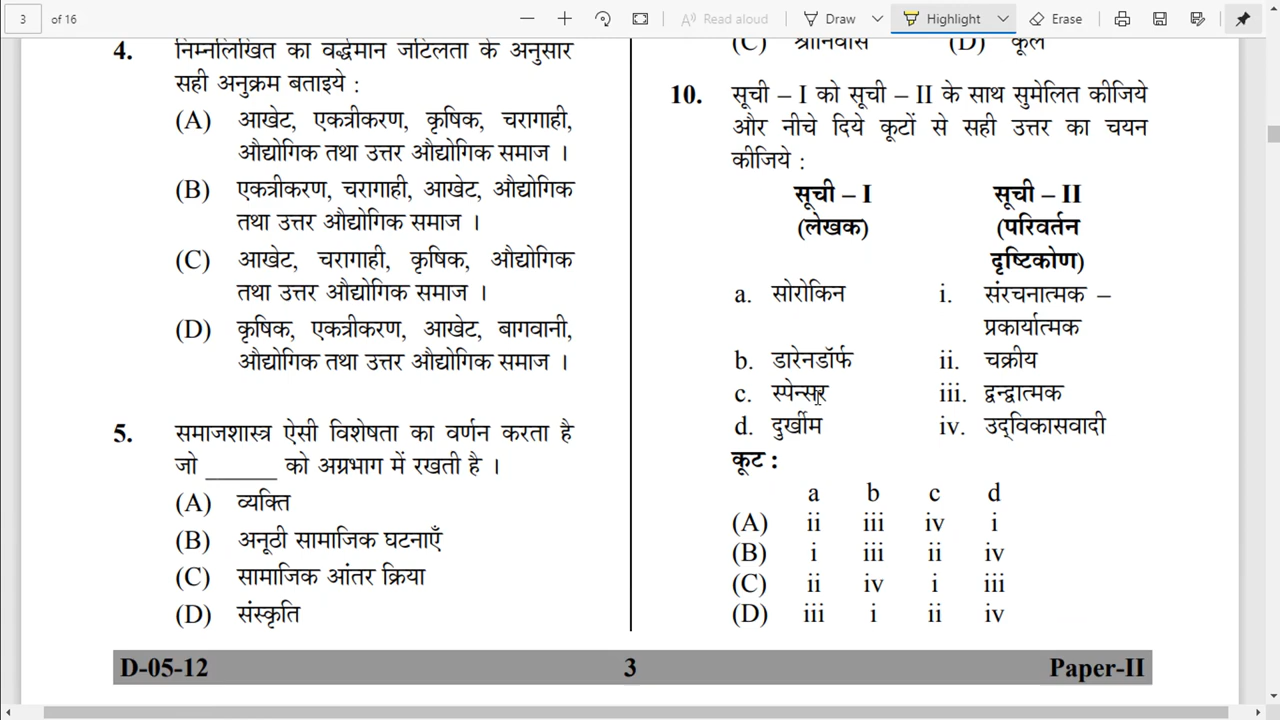 3 of 16 Read aloud Draw Highlight Erase
4. निम्नलिखित को वर्द्धमान जटिलता के अनुसार
सही अनुक्रम बताइये :
(A) आखेट, एकत्रीकरण, कृषिक, चरागाही,
औद्योगिक तथा उत्तर औद्योगिक समाज ।
(B) एकत्रीकरण, चरागाही, आखेट, औद्योगिक
तथा उत्तर औद्योगिक समाज ।
(C) आखेट, चरागाही, कृषिक, औद्योगिक
तथा उत्तर औद्योगिक समाज ।
(D) कृषिक, एकत्रीकरण, आखेट, बागवानी,
औद्योगिक तथा उत्तर औद्योगिक समाज ।
5. समाजशास्त्र ऐसी विशेषता का वर्णन करता है
जो ______ को अग्रभाग में रखती है ।
(A) व्यक्ति
(B) अनूठी सामाजिक घटनाएँ
(C) सामाजिक आंतर क्रिया
(D) संस्कृति
(C) श्रीनिवास (D) कूले
10. सूची – I को सूची – II के साथ सुमेलित कीजिये
और नीचे दिये कूटों से सही उत्तर का चयन
कीजिये :
सूची – I सूची – II
(लेखक) (परिवर्तन
दृष्टिकोण)
a. सोरोकिन i. संरचनात्मक –
प्रकार्यात्मक
b. डारेनडॉर्फ ii. चक्रीय
c. स्पेन्सर iii. द्वन्द्वात्मक
d. दुर्खीम iv. उद्‌विकासवादी
कूट :
a b c d
(A) ii iii iv i
(B) i iii ii iv
(C) ii iv i iii
(D) iii i ii iv
D-05-12 3 Paper-II